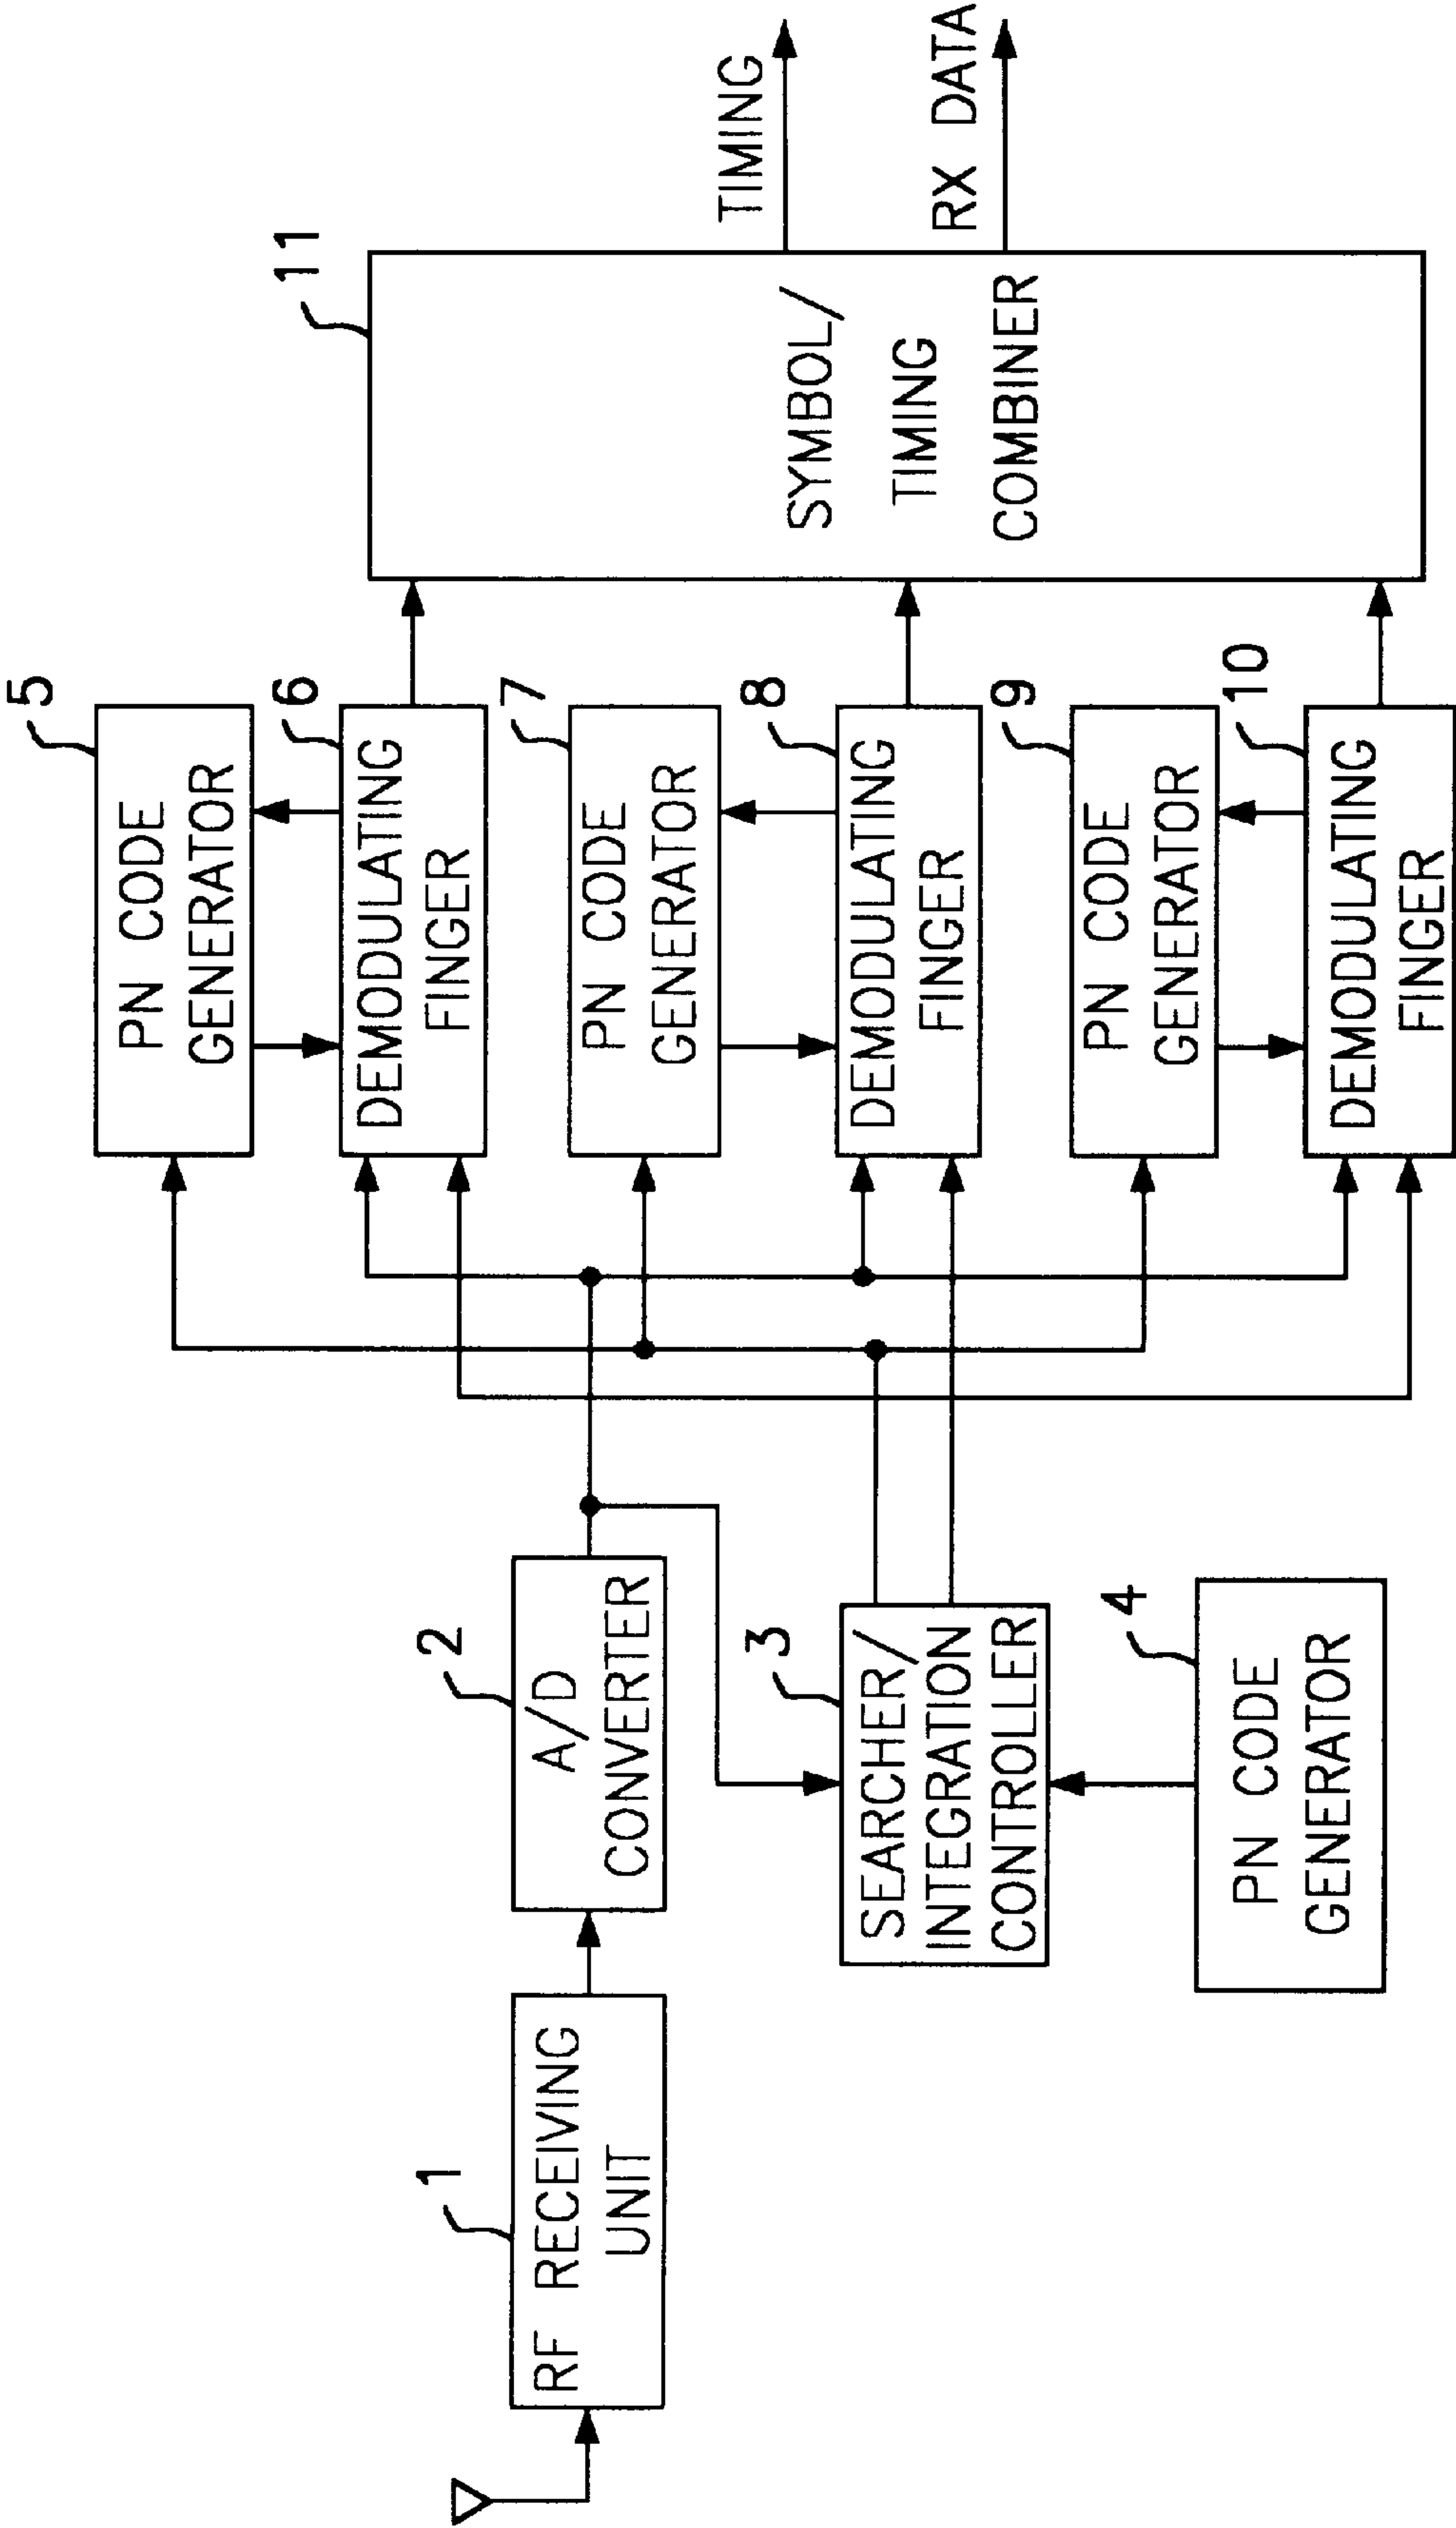 1
RF RECEIVING
UNIT
2
A/D
CONVERTER
3
SEARCHER/
INTEGRATION
CONTROLLER
4
PN CODE
GENERATOR
5
PN CODE
GENERATOR
6
DEMODULATING
FINGER
7
PN CODE
GENERATOR
8
DEMODULATING
FINGER
9
PN CODE
GENERATOR
10
DEMODULATING
FINGER
11
SYMBOL/
TIMING
COMBINER
TIMING
RX DATA